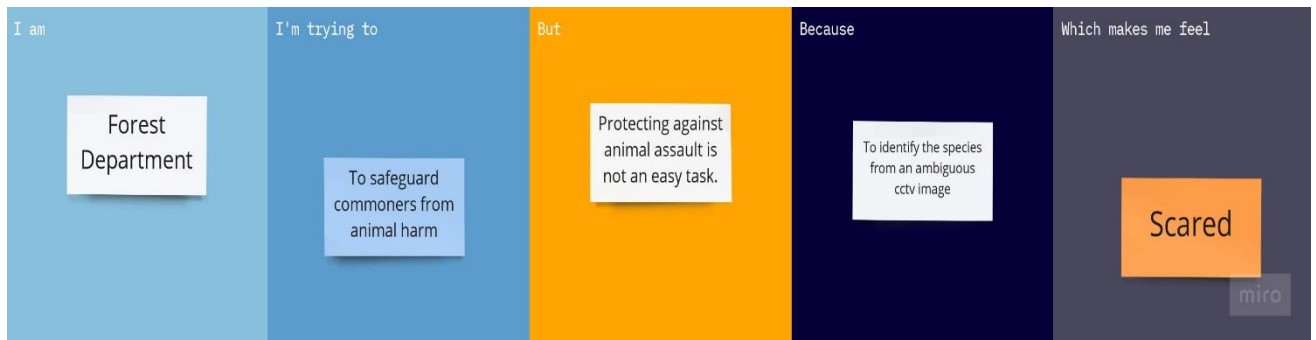 I am
Forest
Department
I'm trying to
To safeguard
commoners from
animal harm
But
Protecting against
animal assault is
not an easy task.
Because
To identify the species
from an ambiguous
cctv image
Which makes me feel
Scared
miro